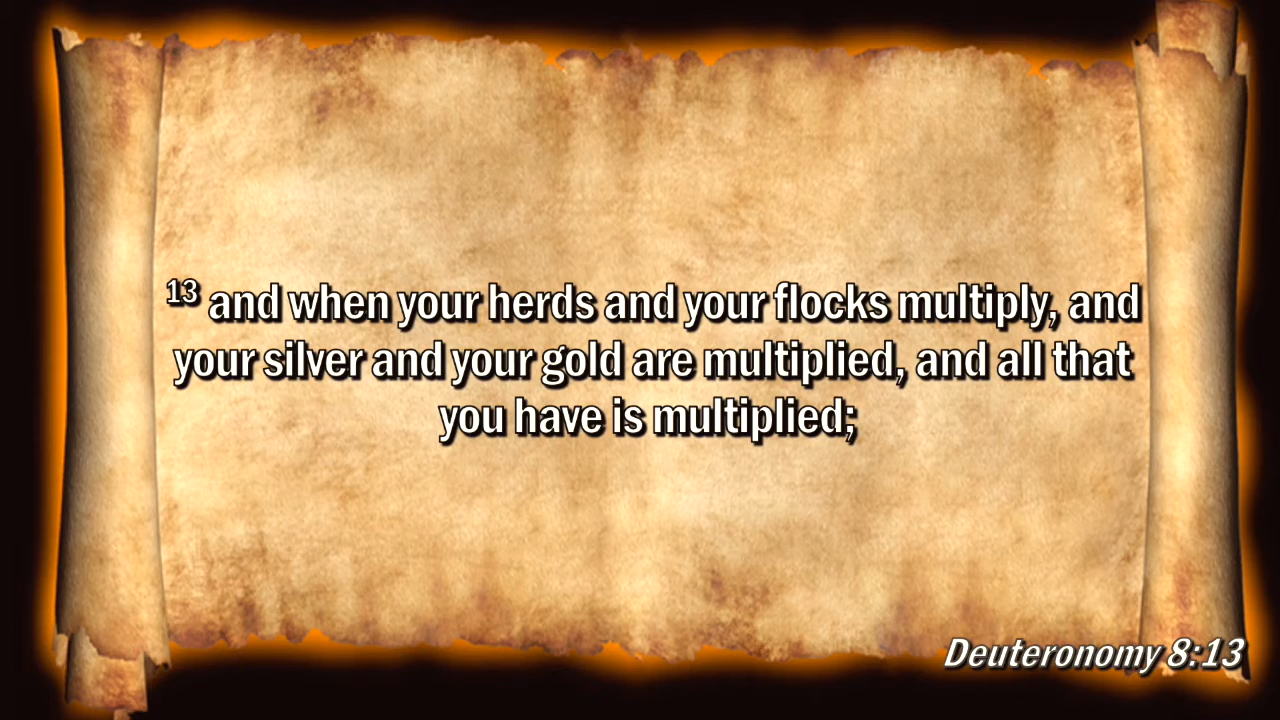 13 and when your herds and your flocks multiply, and
your silver and your gold are multiplied, and all that
you have is multiplied;
Deuteronomy 8:13